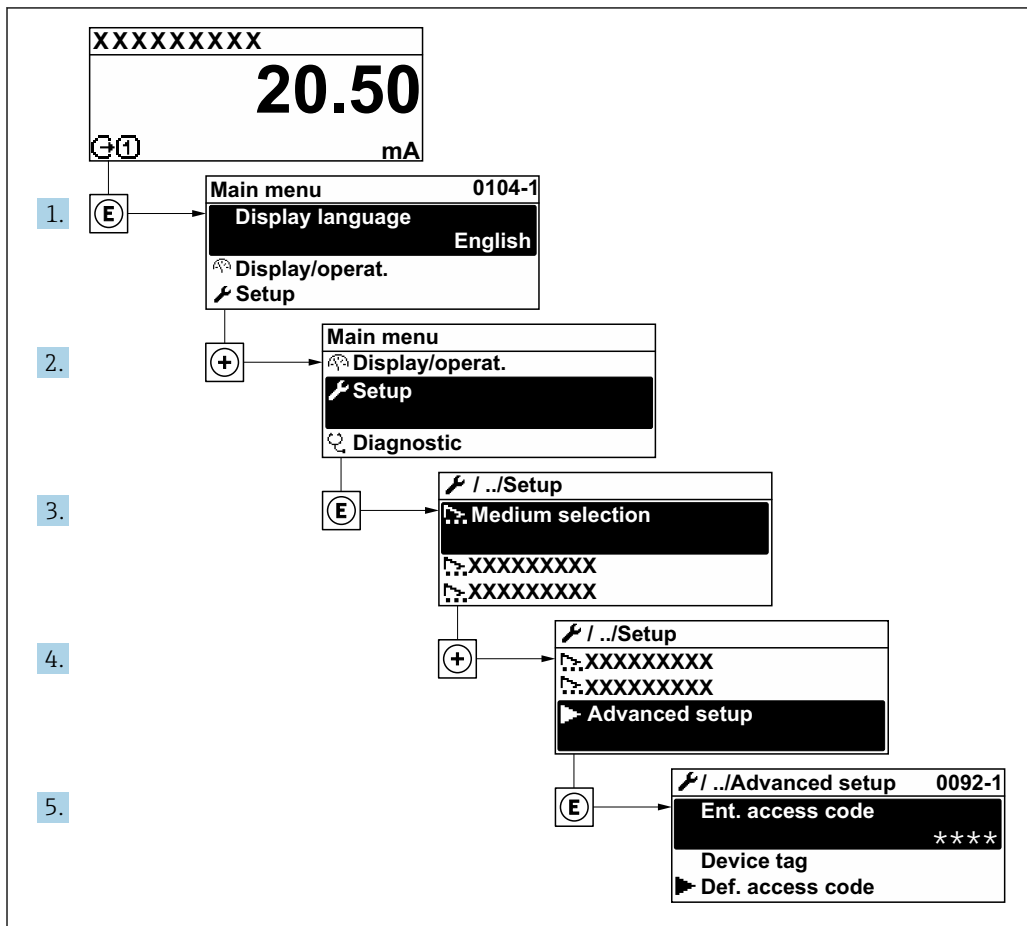 XXXXXXXXX
20.50
1 mA
1. E
Main menu 0104-1
Display language
English
Display/operat.
Setup
2. +
Main menu
Display/operat.
Setup
Diagnostic
3. E
/ ../Setup
Medium selection
XXXXXXXXX
XXXXXXXXX
4. +
/ ../Setup
XXXXXXXXX
XXXXXXXXX
Advanced setup
5. E
/ ../Advanced setup 0092-1
Ent. access code
****
Device tag
Def. access code